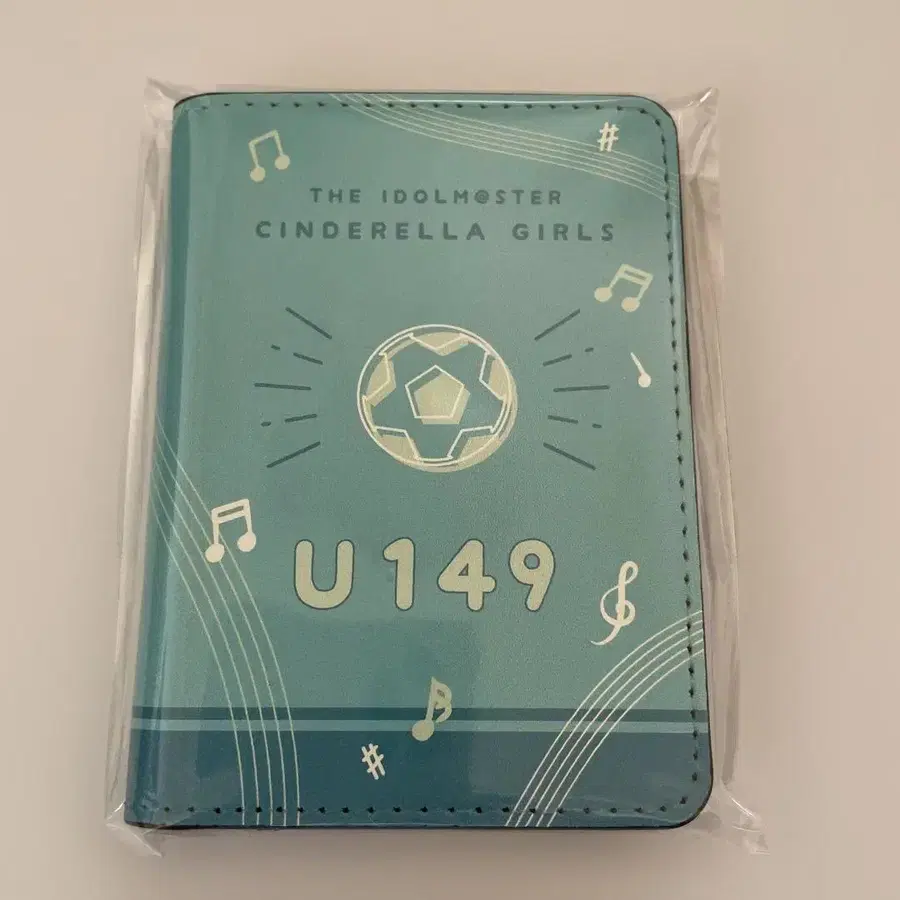 THE IDOLM@STER
CINDERELLA GIRLS
U149